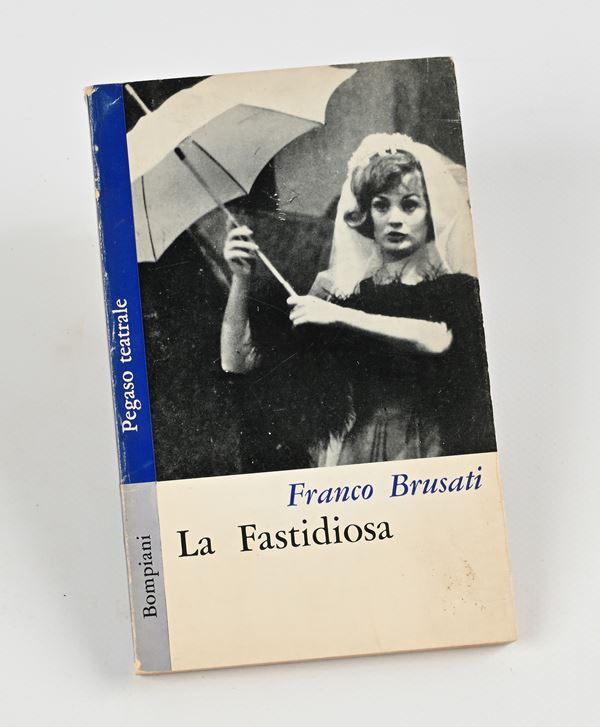 Pegaso teatrale
Bompiani
Franco Brusati
La Fastidiosa